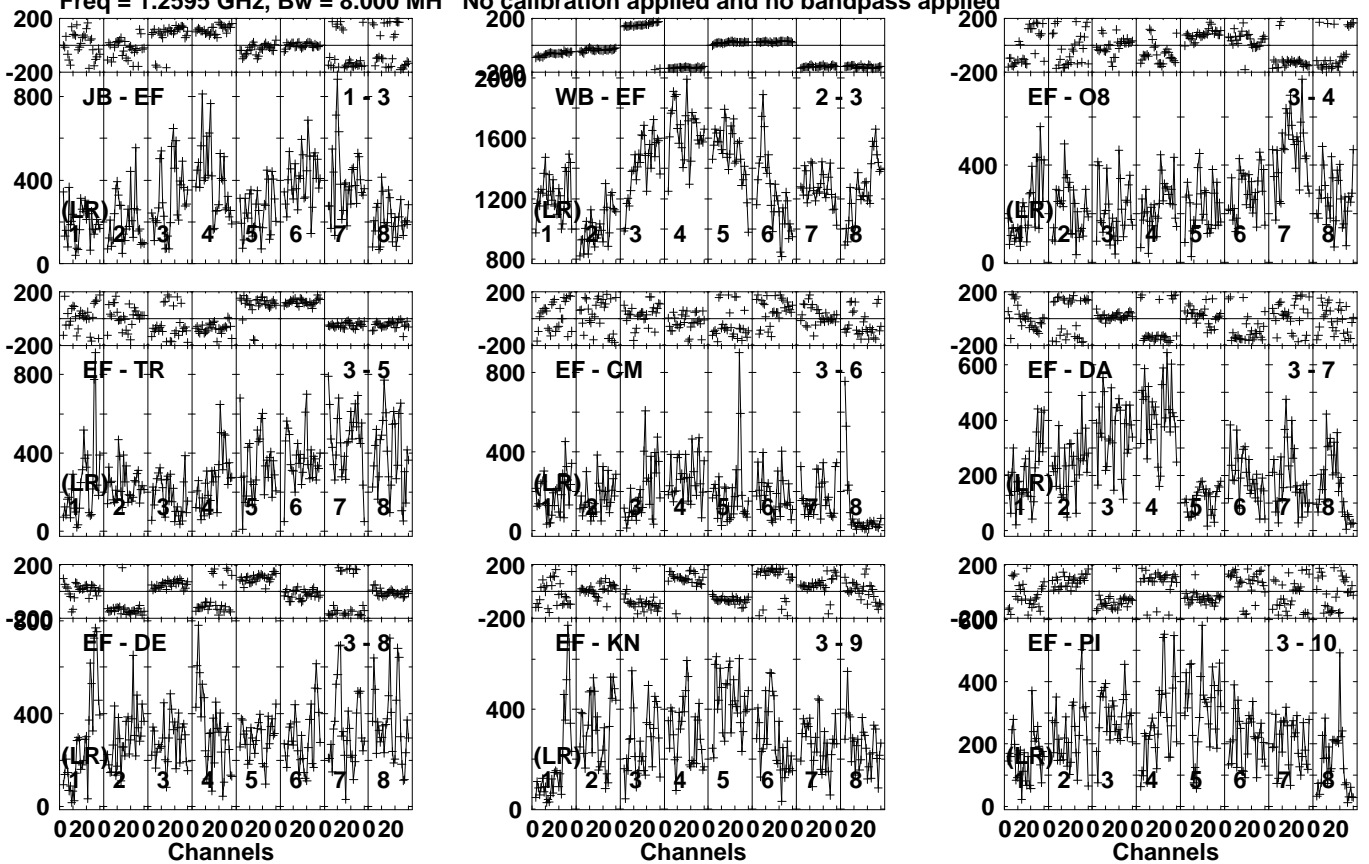 Freq = 1.2595 GHz, Bw = 8.000 MH No calibration applied and no bandpass applied
200 200 200
-200 -200 -200
2000
JB - EF 1 - 3 WB - EF 2 - 3 EF - O8 3 - 4
800 1600 400
400 1200
(LR) (LR) (LR)
1 2 3 4 5 6 7 8 1 2 3 4 5 6 7 8 1 2 3 4 5 6 7 8
0 800 0
200 200 200
-200 -200 -200
EF - TR 3 - 5 EF - CM 3 - 6 EF - DA 3 - 7
800 800 600
400 400 400
200
(LR) (LR) (LR)
1 2 3 4 5 6 7 8 1 2 3 4 5 6 7 8 1 2 3 4 5 6 7 8
0 0 0
200 200 200
-200 -200 -200
800 600
EF - DE 3 - 8 EF - KN 3 - 9 EF - PI 3 - 10
400 400 400
200
(LR) (LR) (LR)
1 2 3 4 5 6 7 8 1 2 3 4 5 6 7 8 1 2 3 4 5 6 7 8
0 0 0
0 20 0 20 0 20 0 20 0 20 0 20 0 20 0 20 0 20 0 20 0 20 0 20 0 20 0 20 0 20 0 20 0 20 0 20 0 20 0 20 0 20 0 20 0 20 0 20
Channels Channels Channels